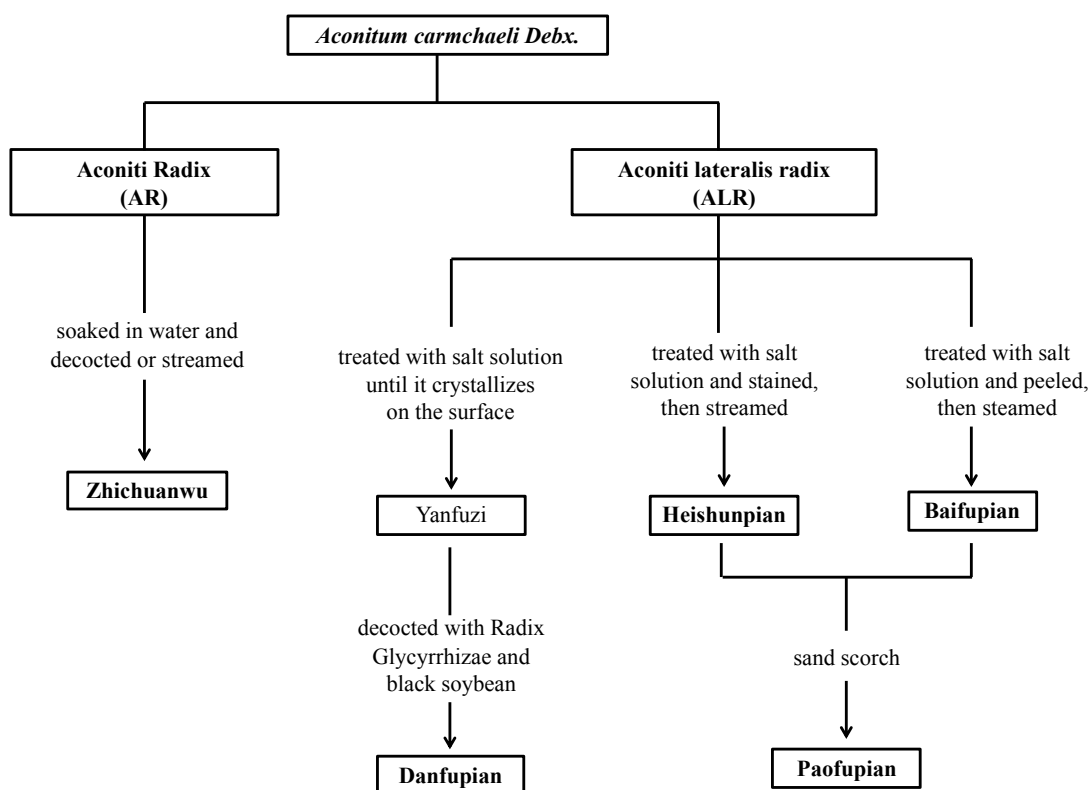 Aconitum carmchaeli Debx.
Aconiti Radix
(AR)
Aconiti lateralis radix
(ALR)
soaked in water and
decocted or streamed
treated with salt solution
until it crystallizes
on the surface
treated with salt
solution and stained,
then streamed
treated with salt
solution and peeled,
then steamed
Zhichuanwu
Yanfuzi
Heishunpian
Baifupian
decocted with Radix
Glycyrrhizae and
black soybean
sand scorch
Danfupian
Paofupian